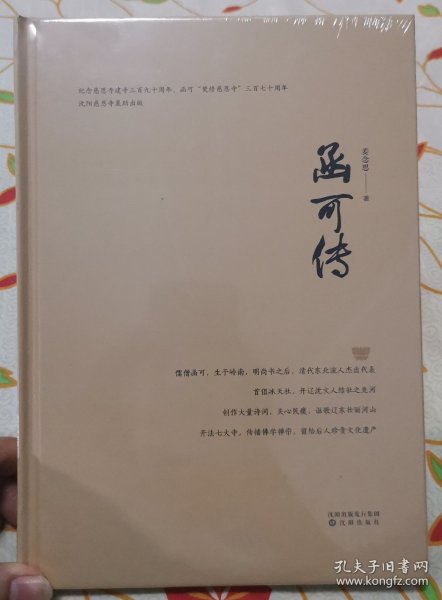 纪念慈恩寺建寺三百九十周年、函可“焚修慈恩寺”三百七十周年
沈阳慈恩寺募助出版
函可传
姜念思——著
儒僧函可，生于岭南，明尚书之后，清代东北流人杰出代表
首倡冰天社，开辽沈文人结社之先河
创作大量诗词，关心民瘼，讴歌辽东壮丽河山
开法七大寺，传播佛学禅宗，留给后人珍贵文化遗产
沈阳出版发行集团
沈阳出版社
孔夫子旧书网
www.kongfz.com